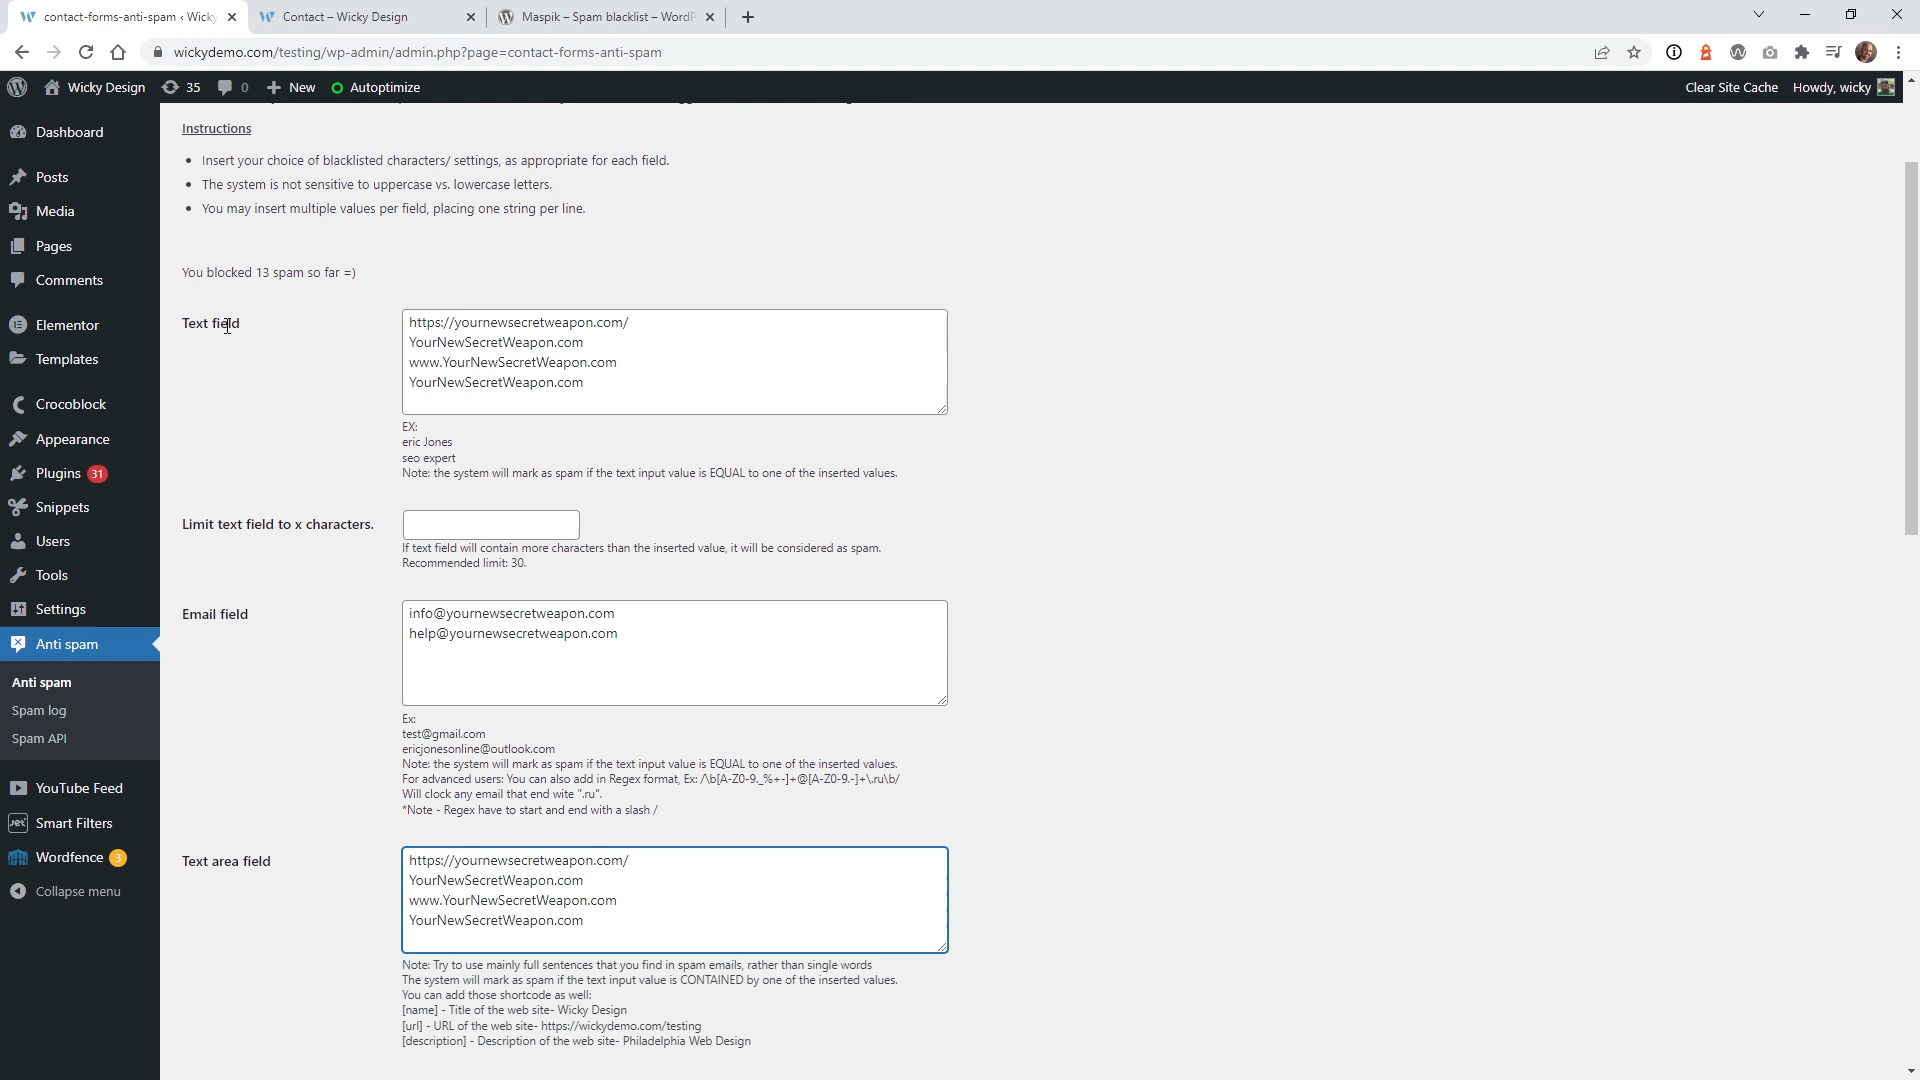 contact-forms-anti-spam ‹ Wicky
Contact – Wicky Design
Maspik – Spam blacklist – WordP
wickydemo.com/testing/wp-admin/admin.php?page=contact-forms-anti-spam
Wicky Design
35
0
New
Autoptimize
Clear Site Cache
Howdy, wicky
Dashboard
Posts
Media
Pages
Comments
Elementor
Templates
Crocoblock
Appearance
Plugins 31
Snippets
Users
Tools
Settings
Anti spam
Anti spam
Spam log
Spam API
YouTube Feed
Smart Filters
Wordfence 3
Collapse menu
Instructions
Insert your choice of blacklisted characters/ settings, as appropriate for each field.
The system is not sensitive to uppercase vs. lowercase letters.
You may insert multiple values per field, placing one string per line.
You blocked 13 spam so far =)
Text field
https://yournewsecretweapon.com/
YourNewSecretWeapon.com
www.YourNewSecretWeapon.com
YourNewSecretWeapon.com
EX:
eric Jones
seo expert
Note: the system will mark as spam if the text input value is EQUAL to one of the inserted values.
Limit text field to x characters.
If text field will contain more characters than the inserted value, it will be considered as spam.
Recommended limit: 30.
Email field
info@yournewsecretweapon.com
help@yournewsecretweapon.com
Ex:
test@gmail.com
ericjonesonline@outlook.com
Note: the system will mark as spam if the text input value is EQUAL to one of the inserted values.
For advanced users: You can also add in Regex format, Ex: /\b[A-Z0-9._%+-]+@[A-Z0-9.-]+\.ru\b/
Will clock any email that end wite ".ru".
*Note - Regex have to start and end with a slash /
Text area field
https://yournewsecretweapon.com/
YourNewSecretWeapon.com
www.YourNewSecretWeapon.com
YourNewSecretWeapon.com
Note: Try to use mainly full sentences that you find in spam emails, rather than single words
The system will mark as spam if the text input value is CONTAINED by one of the inserted values.
You can add those shortcode as well:
[name] - Title of the web site- Wicky Design
[url] - URL of the web site- https://wickydemo.com/testing
[description] - Description of the web site- Philadelphia Web Design